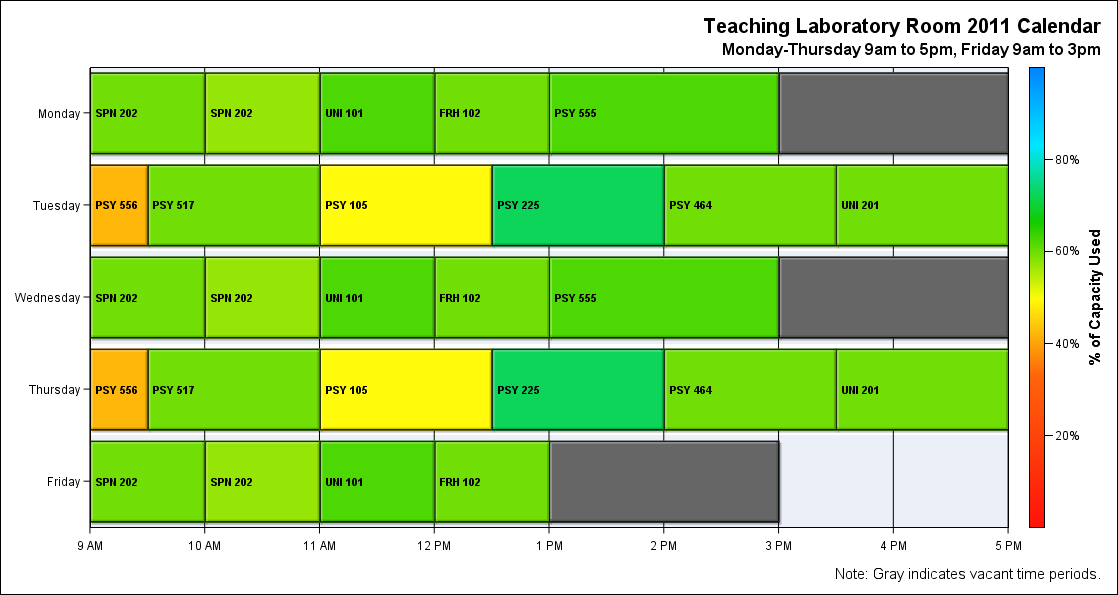 Teaching Laboratory Room 2011 Calendar
Monday-Thursday 9am to 5pm, Friday 9am to 3pm
Monday SPN 202 SPN 202 UNI 101 FRH 102 PSY 555
Tuesday PSY 556 PSY 517 PSY 105 PSY 225 PSY 464 UNI 201
Wednesday SPN 202 SPN 202 UNI 101 FRH 102 PSY 555
Thursday PSY 556 PSY 517 PSY 105 PSY 225 PSY 464 UNI 201
Friday SPN 202 SPN 202 UNI 101 FRH 102
9 AM 10 AM 11 AM 12 PM 1 PM 2 PM 3 PM 4 PM 5 PM
80%
60%
40%
20%
% of Capacity Used
Note: Gray indicates vacant time periods.